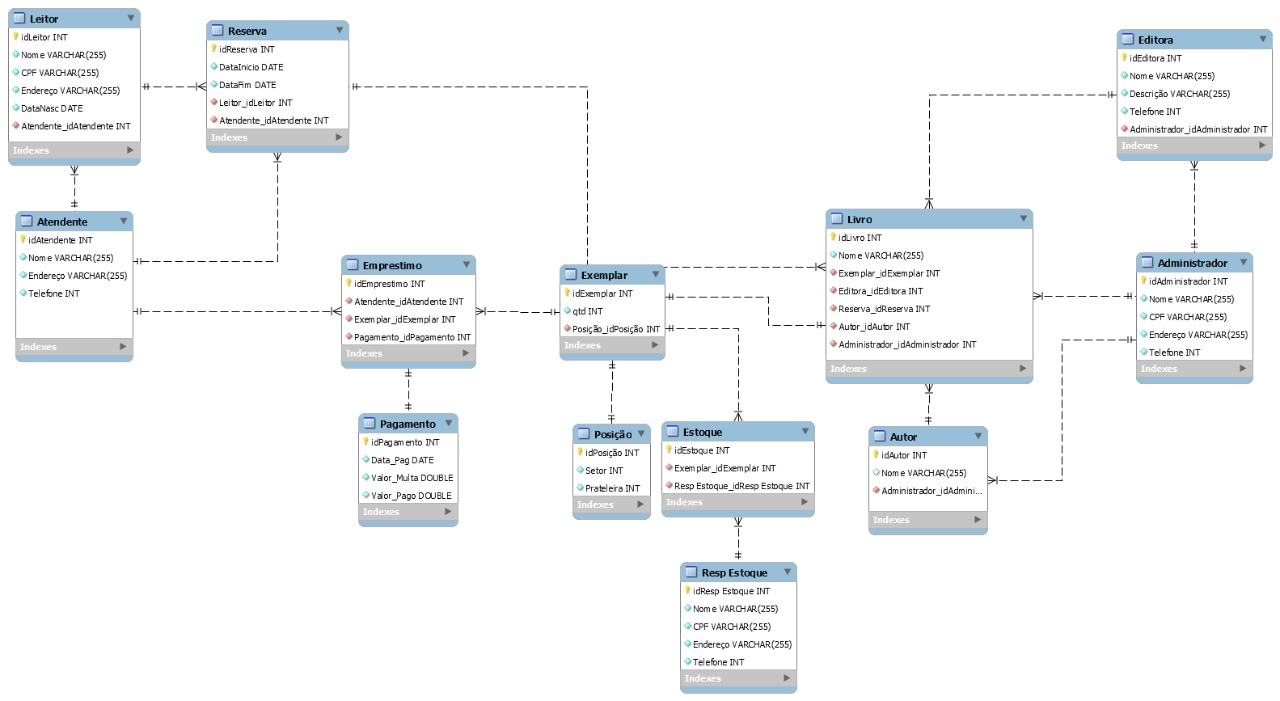 Leitor
idLeitor INT
Nome VARCHAR(255)
CPF VARCHAR(255)
Endereço VARCHAR(255)
DataNasc DATE
Atendente_idAtendente INT
Indexes
Reserva
idReserva INT
DataInicio DATE
DataFim DATE
Leitor_idLeitor INT
Atendente_idAtendente INT
Indexes
Editora
idEditora INT
Nome VARCHAR(255)
Descrição VARCHAR(255)
Telefone INT
Administrador_idAdministrador INT
Indexes
Atendente
idAtendente INT
Nome VARCHAR(255)
Endereço VARCHAR(255)
Telefone INT
Indexes
Emprestimo
idEmprestimo INT
Atendente_idAtendente INT
Exemplar_idExemplar INT
Pagamento_idPagamento INT
Indexes
Exemplar
idExemplar INT
qtd INT
Posição_idPosição INT
Indexes
Livro
idLivro INT
Nome VARCHAR(255)
Exemplar_idExemplar INT
Editora_idEditora INT
Reserva_idReserva INT
Autor_idAutor INT
Administrador_idAdministrador INT
Indexes
Administrador
idAdministrador INT
Nome VARCHAR(255)
CPF VARCHAR(255)
Endereço VARCHAR(255)
Telefone INT
Indexes
Pagamento
idPagamento INT
Data_Pag DATE
Valor_Multa DOUBLE
Valor_Pago DOUBLE
Indexes
Posição
idPosição INT
Setor INT
Prateleira INT
Indexes
Estoque
idEstoque INT
Exemplar_idExemplar INT
Resp Estoque_idResp Estoque INT
Indexes
Autor
idAutor INT
Nome VARCHAR(255)
Administrador_idAdmini...
Indexes
Resp Estoque
idResp Estoque INT
Nome VARCHAR(255)
CPF VARCHAR(255)
Endereço VARCHAR(255)
Telefone INT
Indexes